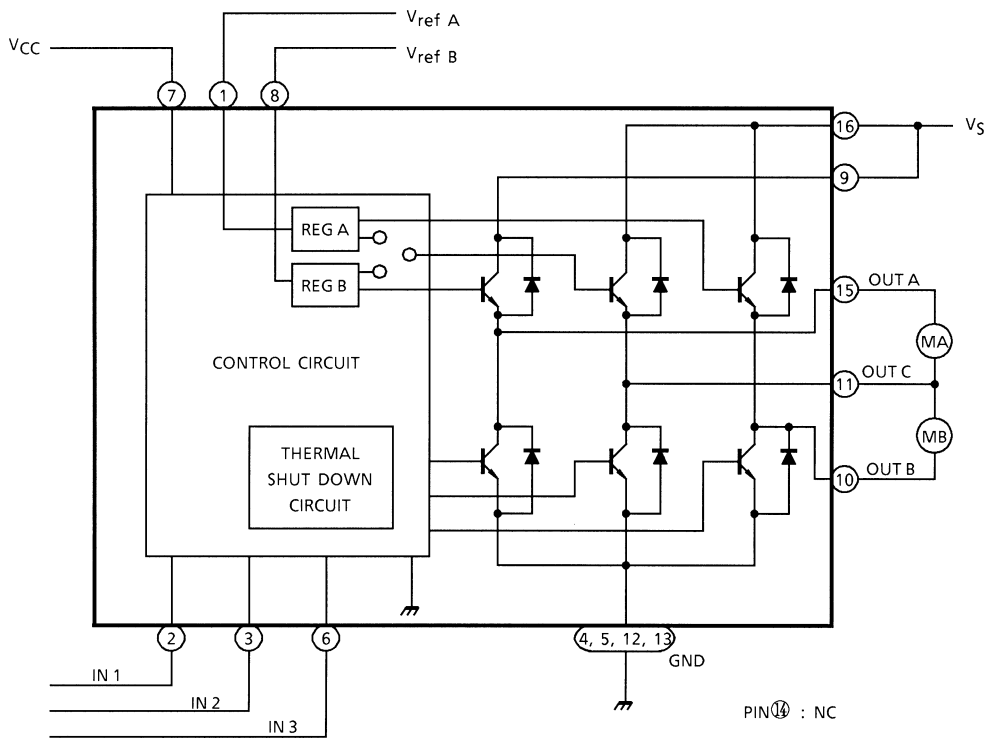 Vref A
VCC
Vref B
7
1
8
16
VS
9
REG A
REG B
15
OUT A
MA
CONTROL CIRCUIT
11
OUT C
MB
THERMAL
SHUT DOWN
CIRCUIT
OUT B
10
2
3
6
4, 5, 12, 13
GND
IN 1
IN 2
IN 3
PIN⑭ : NC